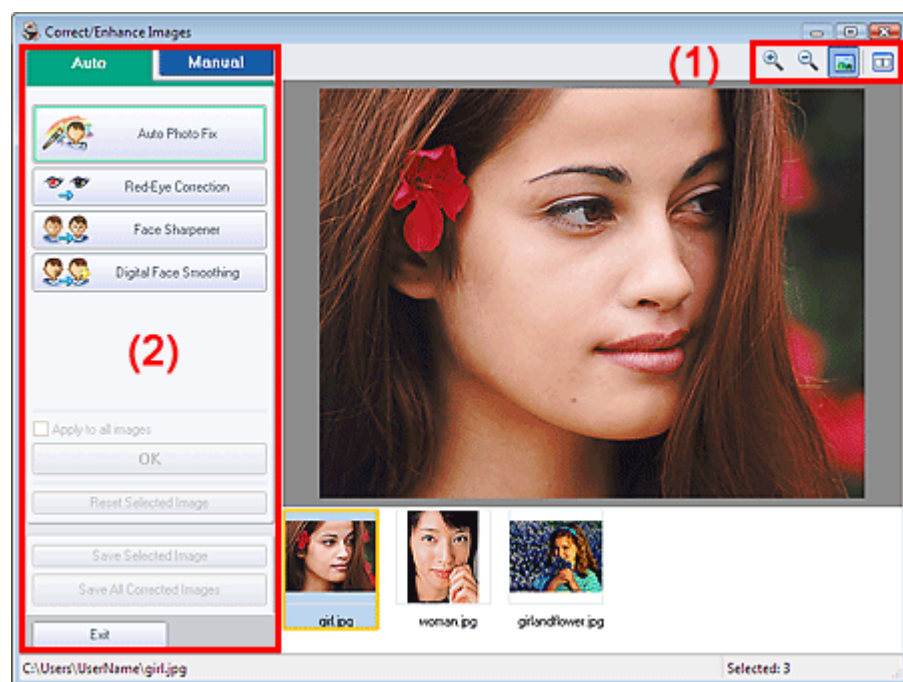 Correct/Enhance Images
Auto Manual
(1)
Auto Photo Fix
Red-Eye Correction
Face Sharpener
Digital Face Smoothing
(2)
Apply to all images
OK
Reset Selected Image
Save Selected Image
Save All Corrected Images
Exit
girl.jpg woman.jpg girlandflower.jpg
C:\Users\UserName\girl.jpg Selected: 3